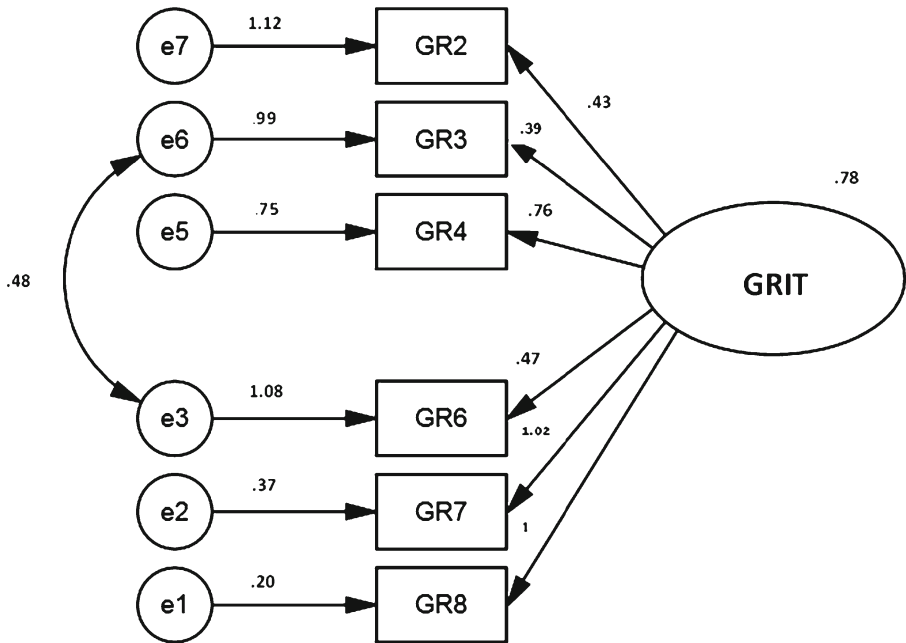 1.12
e7
GR2
.43
.99
e6
GR3
.39
.78
.75
e5
GR4
.76
.48
GRIT
1.08
e3
GR6
.47
1.02
.37
e2
GR7
1
.20
e1
GR8